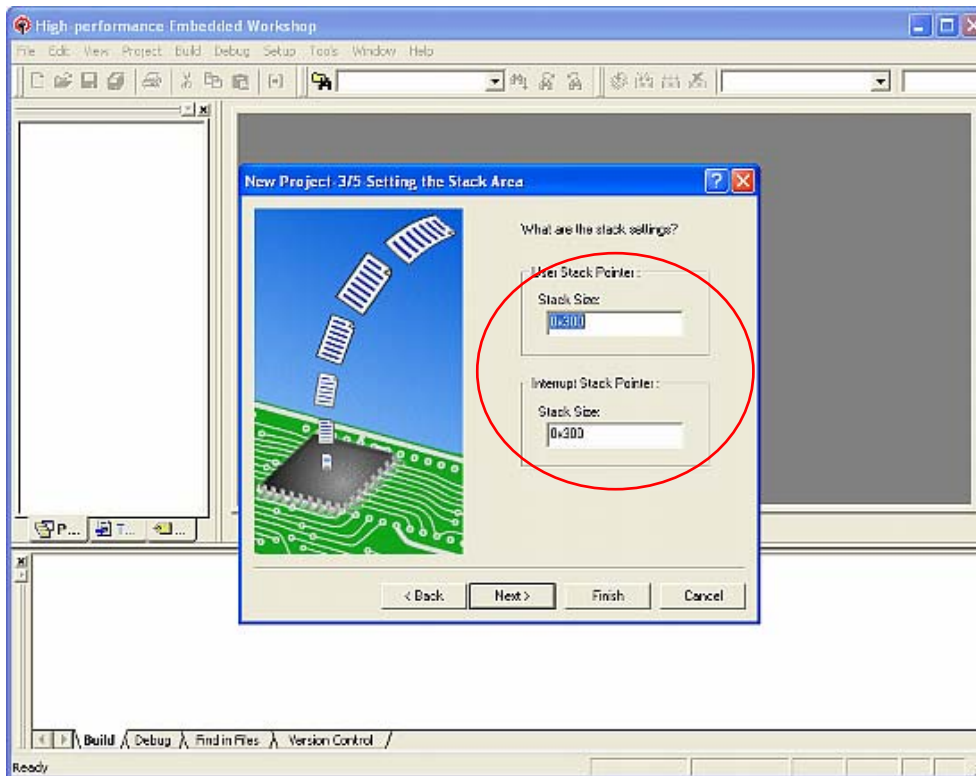 High-performance Embedded Workshop
File Edit View Project Build Debug Setup Tools Window Help
New Project-3/5-Setting the Stack Area
What are the stack settings?
User Stack Pointer :
Stack Size:
0x300
Interrupt Stack Pointer :
Stack Size:
0x300
P... T... ...
< Back Next > Finish Cancel
Build Debug Find in Files Version Control
Ready